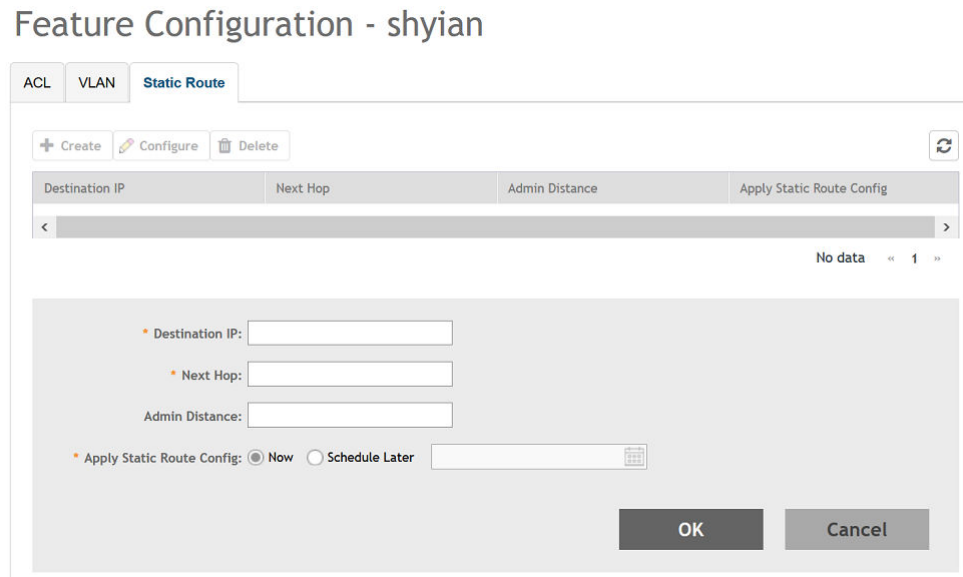 Feature Configuration - shyian
ACL VLAN Static Route
Create Configure Delete
Destination IP Next Hop Admin Distance Apply Static Route Config
No data « 1 »
* Destination IP:
* Next Hop:
Admin Distance:
* Apply Static Route Config: Now Schedule Later
OK Cancel